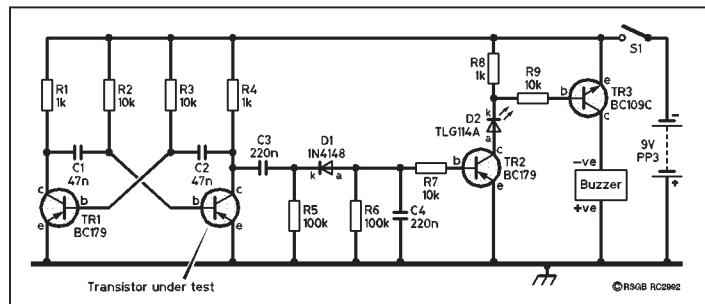 R1
1k
R2
10k
R3
10k
R4
1k
C1
47n
C2
47n
c
b
e
TR1
BC179
c
b
e
Transistor under test
C3
220n
D1
1N4148
k
a
R5
100k
R6
100k
C4
220n
R7
10k
R8
1k
D2
TLG114A
k
a
c
b
e
TR2
BC179
R9
10k
e
b
c
TR3
BC109C
S1
-ve
Buzzer
+ve
-
9V
PP3
+
©RSGB RC2992